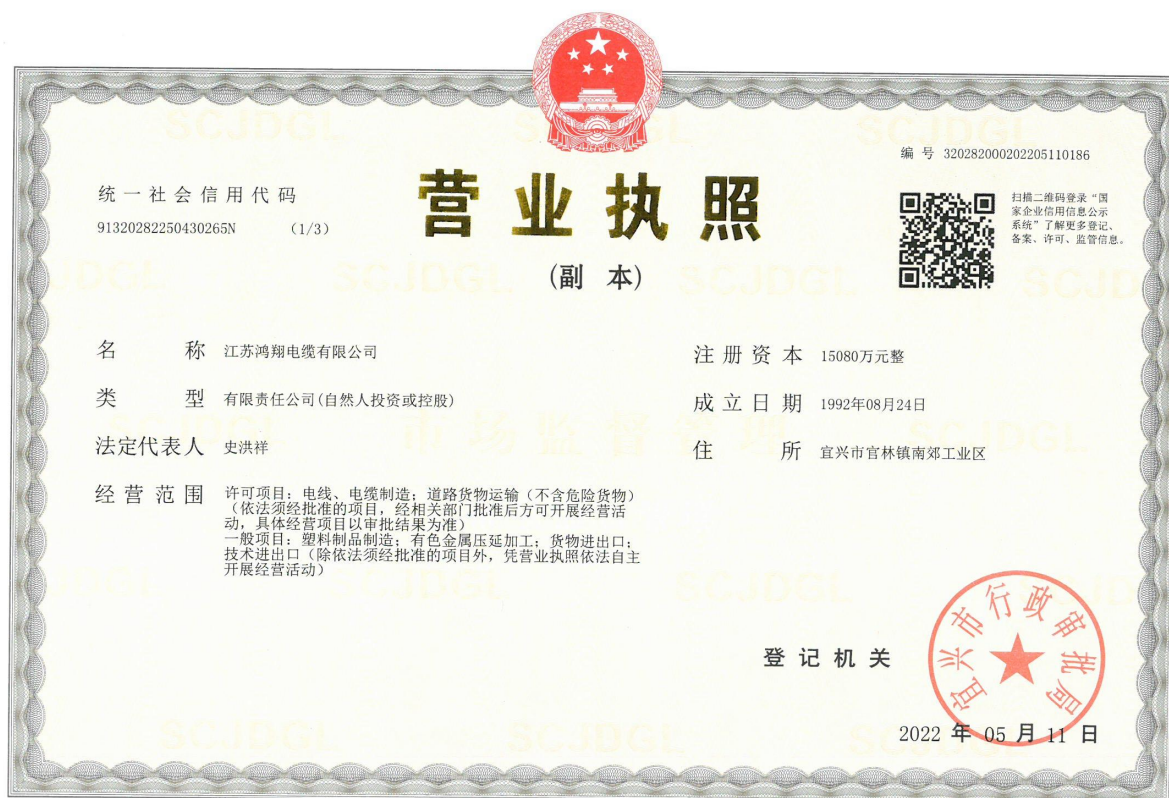 编 号 320282000202205110186
统一社会信用代码
91320282250430265N (1/3)
营业执照
(副 本)
扫描二维码登录“国
家企业信用信息公示
系统”了解更多登记、
备案、许可、监管信息。
名 称 江苏鸿翔电缆有限公司
类 型 有限责任公司(自然人投资或控股)
法定代表人 史洪祥
经营范围 许可项目：电线、电缆制造；道路货物运输（不含危险货物）
（依法须经批准的项目，经相关部门批准后方可开展经营活
动，具体经营项目以审批结果为准）
一般项目：塑料制品制造；有色金属压延加工；货物进出口；
技术进出口（除依法须经批准的项目外，凭营业执照依法自主
开展经营活动）
注册资本 15080万元整
成立日期 1992年08月24日
住 所 宜兴市官林镇南郊工业区
登记机关
宜兴市行政审批局
2022 年 05 月 11 日
SCJDGL
市场监督管理